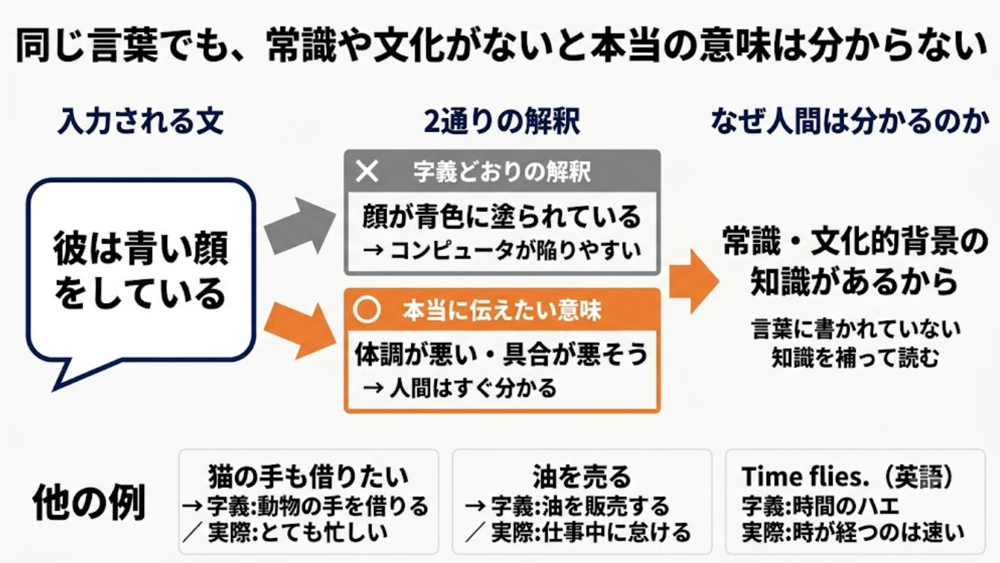 同じ言葉でも、常識や文化がないと本当の意味は分からない
入力される文
彼は青い顔
をしている
2通りの解釈
× 字義どおりの解釈
顔が青色に塗られている
→ コンピュータが陥りやすい
○ 本当に伝えたい意味
体調が悪い・具合が悪そう
→ 人間はすぐ分かる
なぜ人間は分かるのか
常識・文化的背景の
知識があるから
言葉に書かれていない
知識を補って読む
他の例
猫の手も借りたい
→ 字義:動物の手を借りる
／ 実際:とても忙しい
油を売る
→ 字義:油を販売する
／ 実際:仕事中に怠ける
Time flies.（英語）
字義:時間のハエ
実際:時が経つのは速い